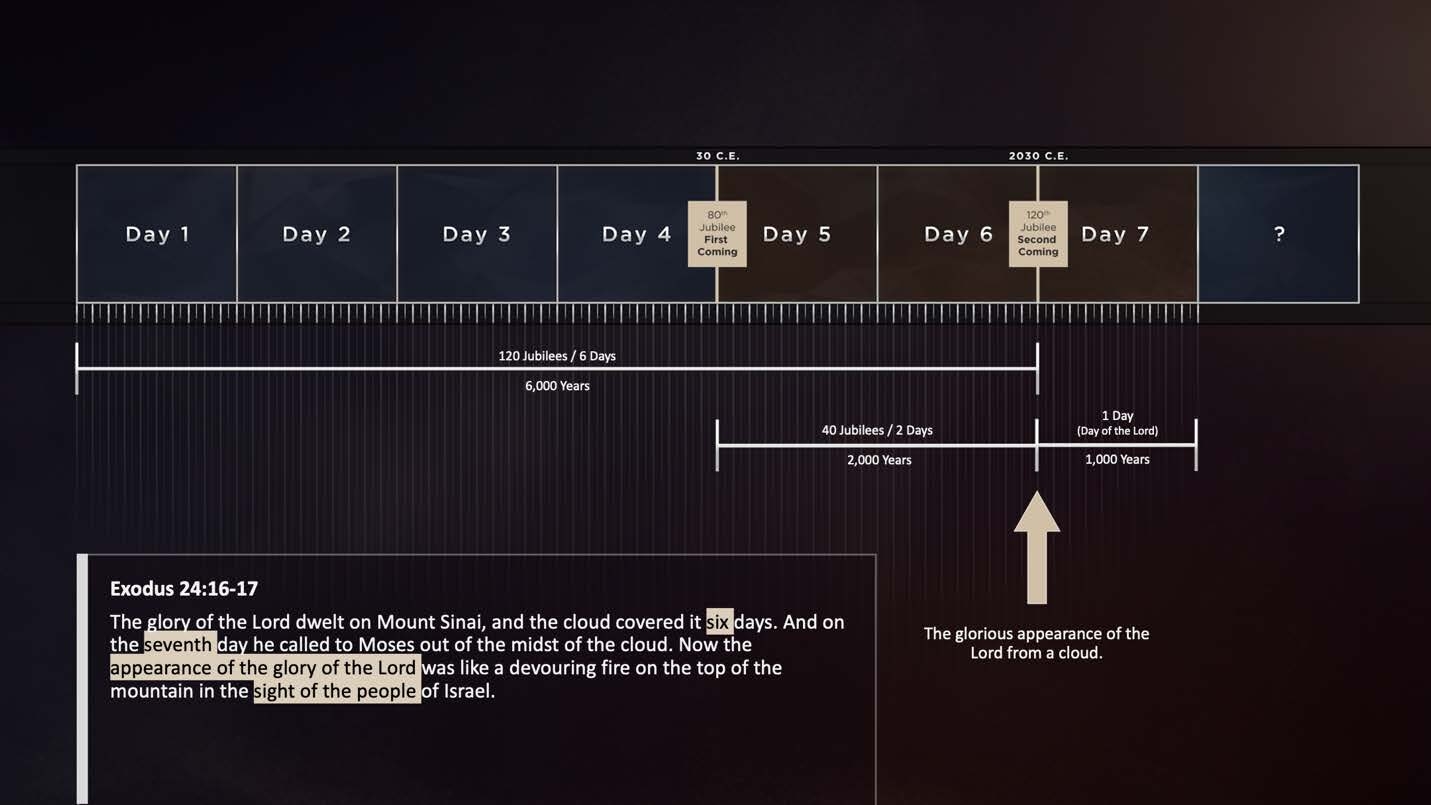 30 C.E.
2030 C.E.
Day 1
Day 2
Day 3
Day 4
80th
Jubilee
First
Coming
Day 5
Day 6
120th
Jubilee
Second
Coming
Day 7
?
120 Jubilees / 6 Days
6,000 Years
40 Jubilees / 2 Days
2,000 Years
1 Day
(Day of the Lord)
1,000 Years
Exodus 24:16-17
The glory of the Lord dwelt on Mount Sinai, and the cloud covered it six days. And on
the seventh day he called to Moses out of the midst of the cloud. Now the
appearance of the glory of the Lord was like a devouring fire on the top of the
mountain in the sight of the people of Israel.
The glorious appearance of the
Lord from a cloud.